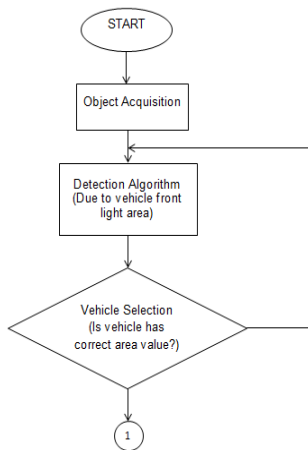 START
Object Acquisition
Detection Algorithm
(Due to vehicle front
light area)
Vehicle Selection
(Is vehicle has
correct area value?)
1